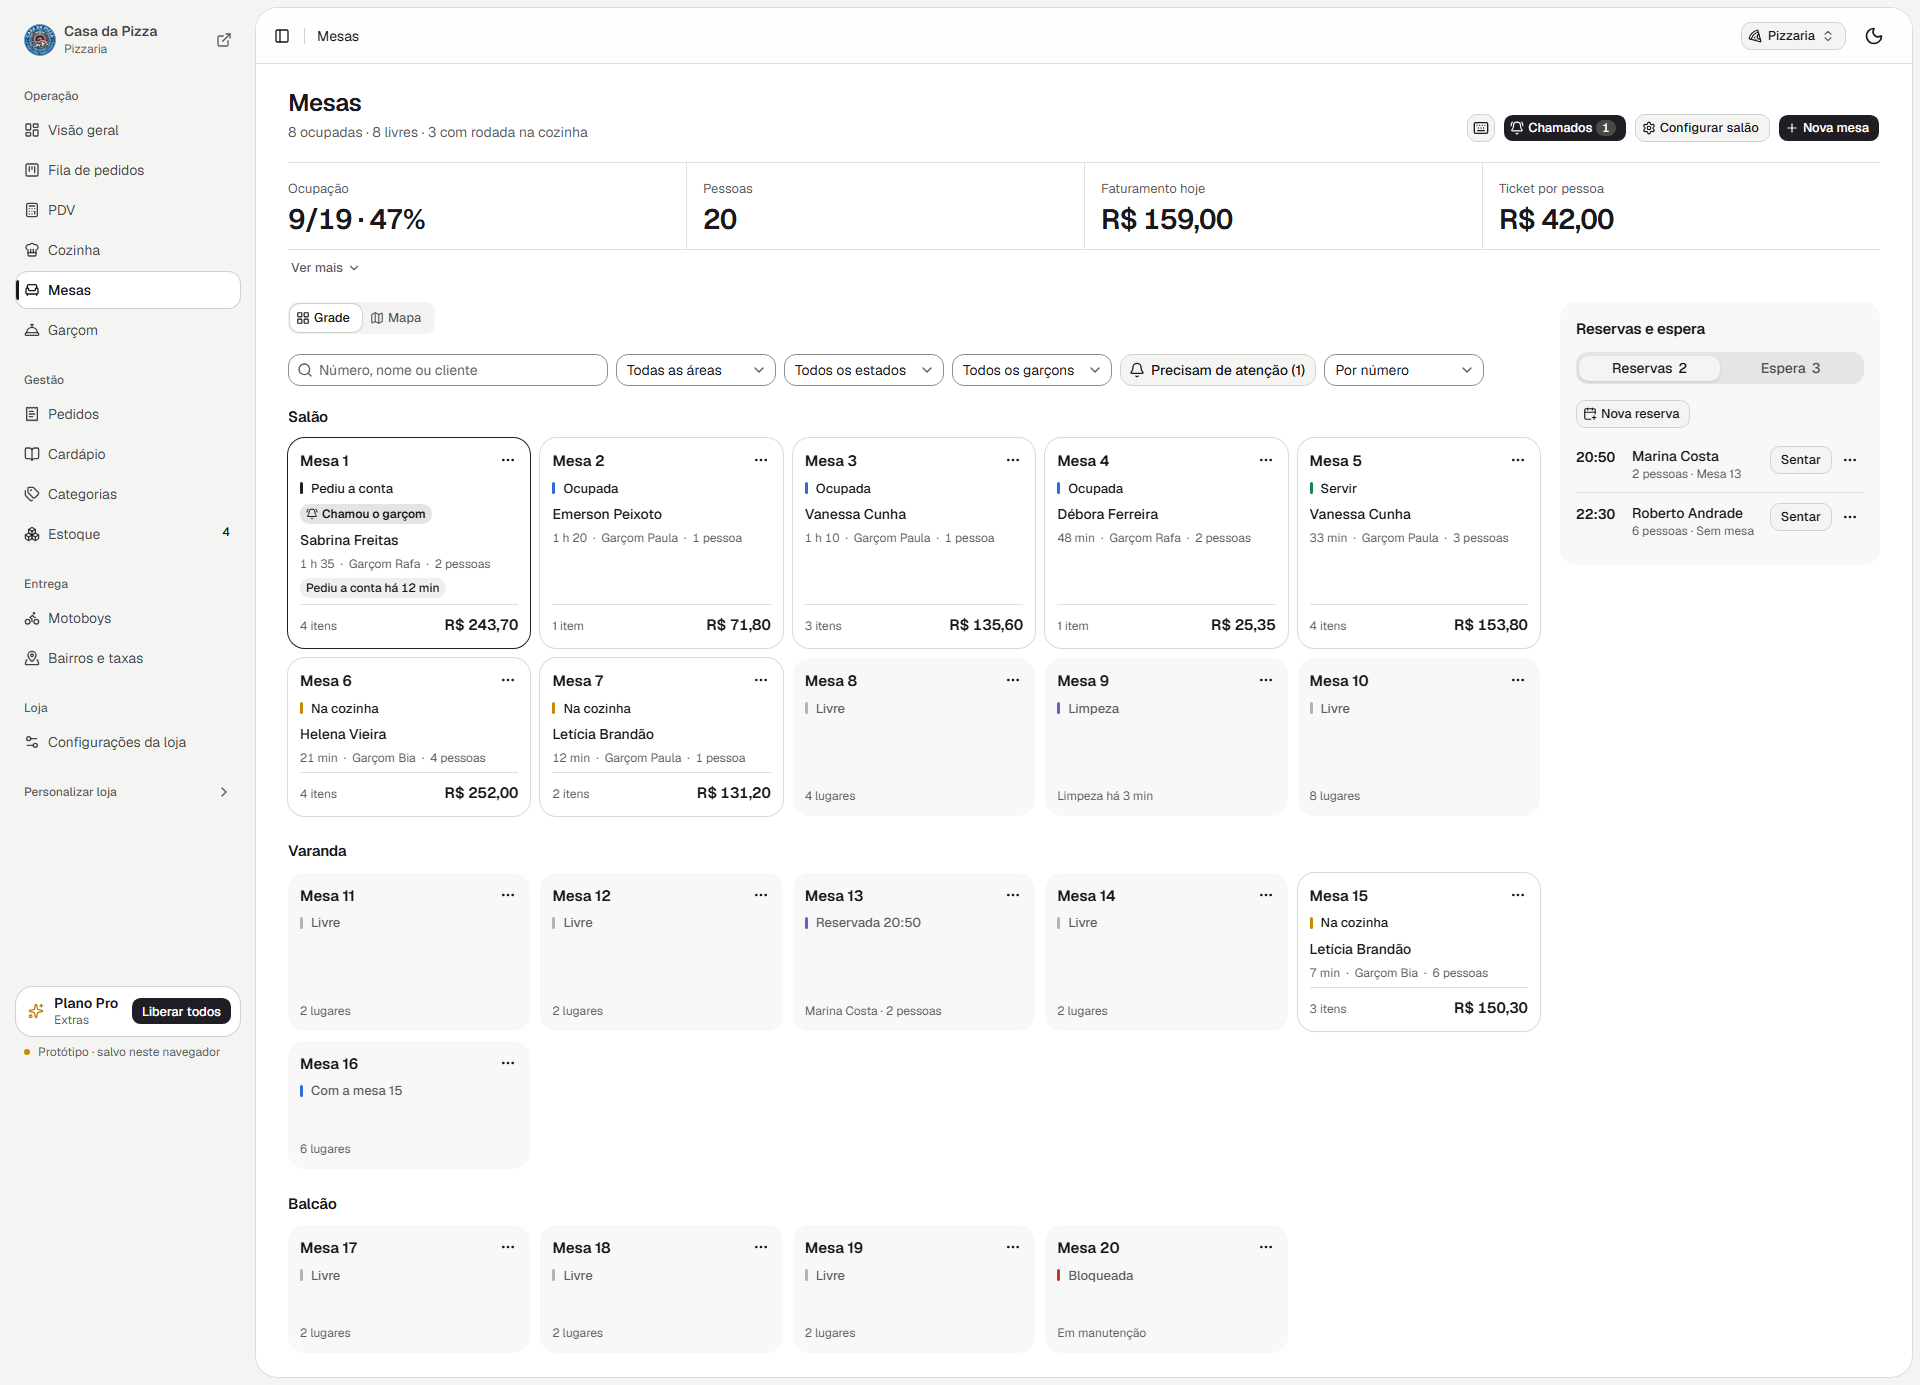 Casa da Pizza
Pizzaria
Operação
Visão geral
Fila de pedidos
PDV
Cozinha
Mesas
Garçom
Gestão
Pedidos
Cardápio
Categorias
Estoque 4
Entrega
Motoboys
Bairros e taxas
Loja
Configurações da loja
Personalizar loja
Plano Pro
Extras
Liberar todos
Protótipo · salvo neste navegador
Mesas
Pizzaria
Mesas
8 ocupadas · 8 livres · 3 com rodada na cozinha
Chamados 1
Configurar salão
Nova mesa
Ocupação
9/19 · 47%
Pessoas
20
Faturamento hoje
R$ 159,00
Ticket por pessoa
R$ 42,00
Ver mais
Grade
Mapa
Número, nome ou cliente
Todas as áreas
Todos os estados
Todos os garçons
Precisam de atenção (1)
Por número
Salão
Mesa 1
Pediu a conta
Chamou o garçom
Sabrina Freitas
1 h 35 · Garçom Rafa · 2 pessoas
Pediu a conta há 12 min
4 itens R$ 243,70
Mesa 2
Ocupada
Emerson Peixoto
1 h 20 · Garçom Paula · 1 pessoa
1 item R$ 71,80
Mesa 3
Ocupada
Vanessa Cunha
1 h 10 · Garçom Paula · 1 pessoa
3 itens R$ 135,60
Mesa 4
Ocupada
Débora Ferreira
48 min · Garçom Rafa · 2 pessoas
1 item R$ 25,35
Mesa 5
Servir
Vanessa Cunha
33 min · Garçom Paula · 3 pessoas
4 itens R$ 153,80
Mesa 6
Na cozinha
Helena Vieira
21 min · Garçom Bia · 4 pessoas
4 itens R$ 252,00
Mesa 7
Na cozinha
Letícia Brandão
12 min · Garçom Paula · 1 pessoa
2 itens R$ 131,20
Mesa 8
Livre
4 lugares
Mesa 9
Limpeza
Limpeza há 3 min
Mesa 10
Livre
8 lugares
Varanda
Mesa 11
Livre
2 lugares
Mesa 12
Livre
2 lugares
Mesa 13
Reservada 20:50
Marina Costa · 2 pessoas
Mesa 14
Livre
2 lugares
Mesa 15
Na cozinha
Letícia Brandão
7 min · Garçom Bia · 6 pessoas
3 itens R$ 150,30
Mesa 16
Com a mesa 15
6 lugares
Balcão
Mesa 17
Livre
2 lugares
Mesa 18
Livre
2 lugares
Mesa 19
Livre
2 lugares
Mesa 20
Bloqueada
Em manutenção
Reservas e espera
Reservas 2
Espera 3
Nova reserva
20:50 Marina Costa
2 pessoas · Mesa 13
Sentar
22:30 Roberto Andrade
6 pessoas · Sem mesa
Sentar